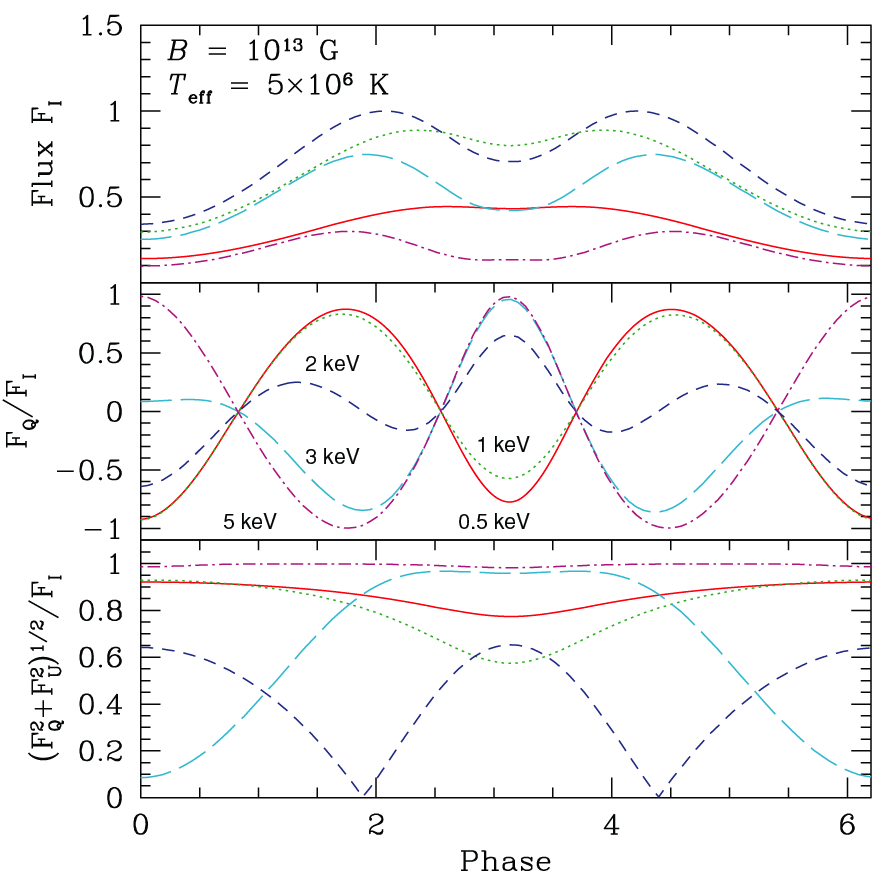 1.5
B = 10¹³ G
T_eff = 5×10⁶ K
1
0.5
Flux F_I
1
0.5
0
−0.5
−1
F_Q/F_I
2 keV
3 keV
1 keV
5 keV
0.5 keV
1
0.8
0.6
0.4
0.2
0
(F_Q²+F_U²)^1/2/F_I
0 2 4 6
Phase